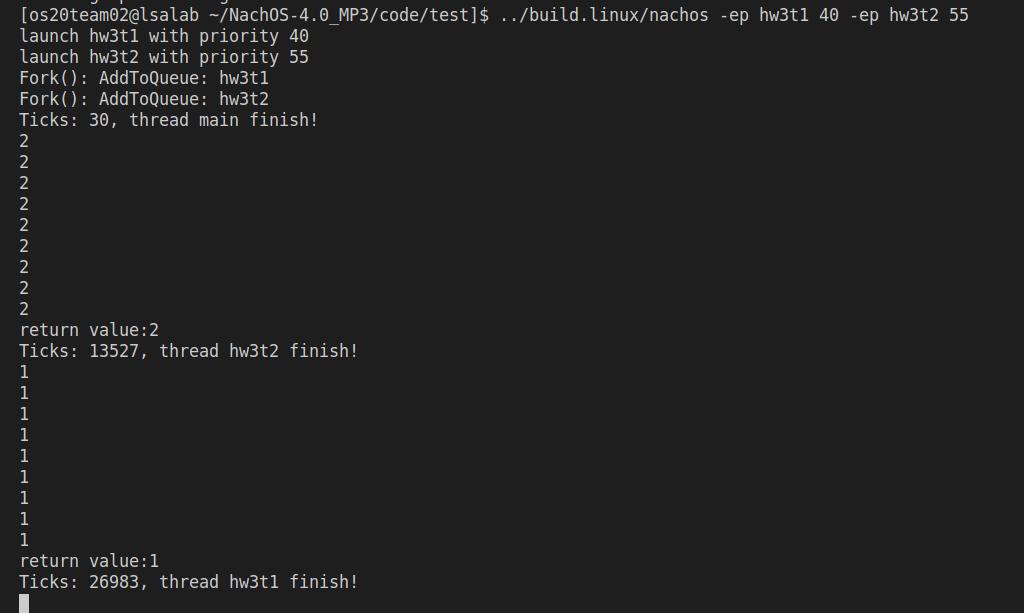 [os20team02@lsalab ~/NachOS-4.0_MP3/code/test]$ ../build.linux/nachos -ep hw3t1 40 -ep hw3t2 55
launch hw3t1 with priority 40
launch hw3t2 with priority 55
Fork(): AddToQueue: hw3t1
Fork(): AddToQueue: hw3t2
Ticks: 30, thread main finish!
2
2
2
2
2
2
2
2
2
return value:2
Ticks: 13527, thread hw3t2 finish!
1
1
1
1
1
1
1
1
1
return value:1
Ticks: 26983, thread hw3t1 finish!